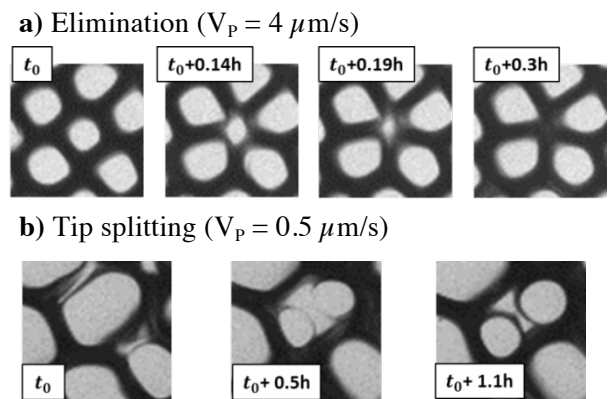 a) Elimination (V_P = 4 µm/s)
t₀
t₀+0.14h
t₀+0.19h
t₀+0.3h
b) Tip splitting (V_P = 0.5 µm/s)
t₀
t₀+ 0.5h
t₀+ 1.1h